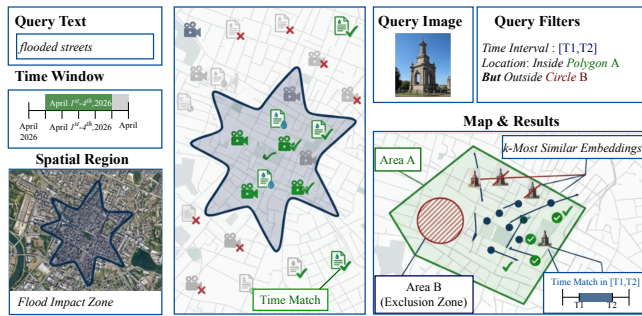 Query Text
flooded streets
Time Window
April 1st-4th, 2026
April 1st-4th, 2026
April
2026
April
Spatial Region
Flood Impact Zone
Time Match
Query Image
Query Filters
Time Interval : [T1,T2]
Location: Inside Polygon A
But Outside Circle B
Map & Results
k-Most Similar Embeddings
Area A
Area B
(Exclusion Zone)
Time Match in [T1,T2]
T1 T2